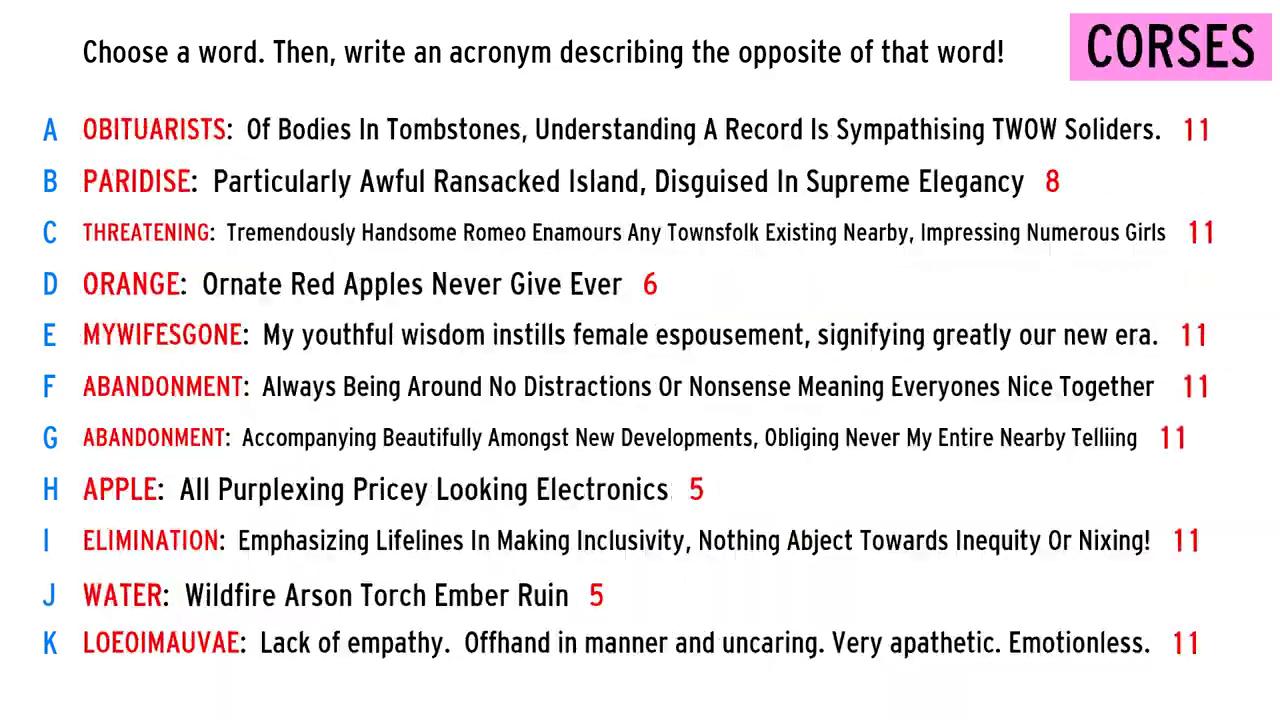 Choose a word. Then, write an acronym describing the opposite of that word!
CORSES
A OBITUARISTS: Of Bodies In Tombstones, Understanding A Record Is Sympathising TWOW Soliders. 11
B PARIDISE: Particularly Awful Ransacked Island, Disguised In Supreme Elegancy 8
C THREATENING: Tremendously Handsome Romeo Enamours Any Townsfolk Existing Nearby, Impressing Numerous Girls 11
D ORANGE: Ornate Red Apples Never Give Ever 6
E MYWIFESGONE: My youthful wisdom instills female espousement, signifying greatly our new era. 11
F ABANDONMENT: Always Being Around No Distractions Or Nonsense Meaning Everyones Nice Together 11
G ABANDONMENT: Accompanying Beautifully Amongst New Developments, Obliging Never My Entire Nearby Telliing 11
H APPLE: All Purplexing Pricey Looking Electronics 5
I ELIMINATION: Emphasizing Lifelines In Making Inclusivity, Nothing Abject Towards Inequity Or Nixing! 11
J WATER: Wildfire Arson Torch Ember Ruin 5
K LOEOIMAUVAE: Lack of empathy. Offhand in manner and uncaring. Very apathetic. Emotionless. 11